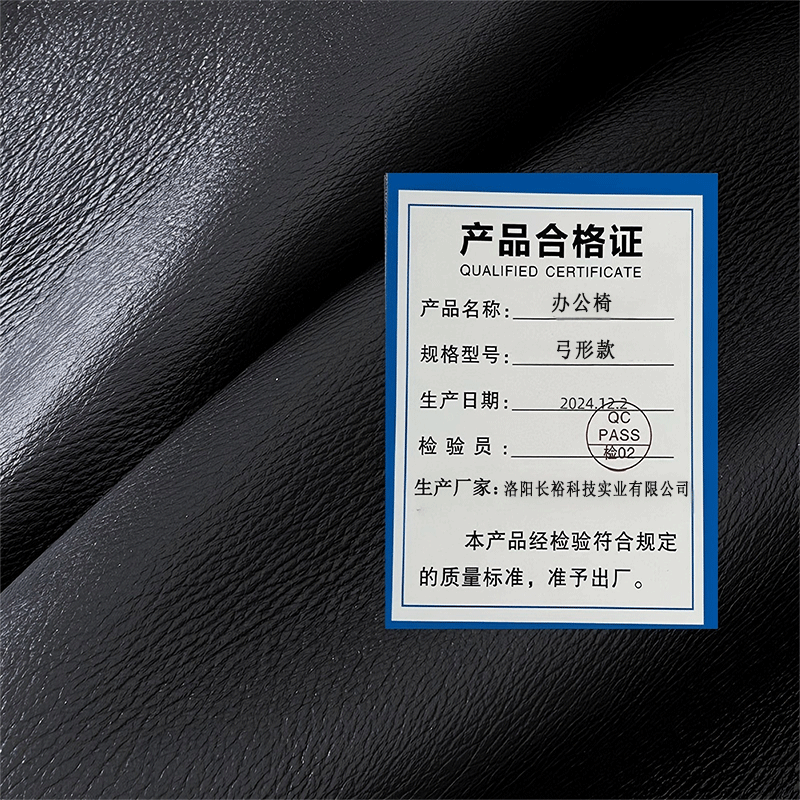 产品合格证
QUALIFIED CERTIFICATE
产品名称：办公椅
规格型号：弓形款
生产日期：2024.12.2
QC
PASS
检验员：检02
生产厂家：洛阳长裕科技实业有限公司
本产品经检验符合规定
的质量标准，准予出厂。